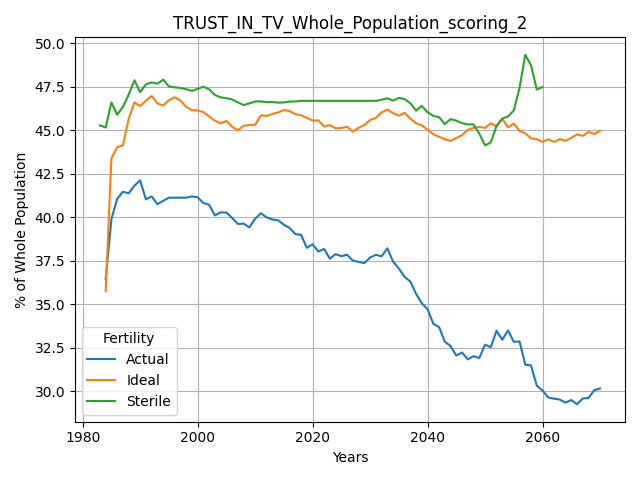 TRUST_IN_TV_Whole_Population_scoring_2
50.0
47.5
45.0
42.5
40.0
37.5
35.0
32.5
30.0
% of Whole Population
Fertility
Actual
Ideal
Sterile
1980 2000 2020 2040 2060
Years